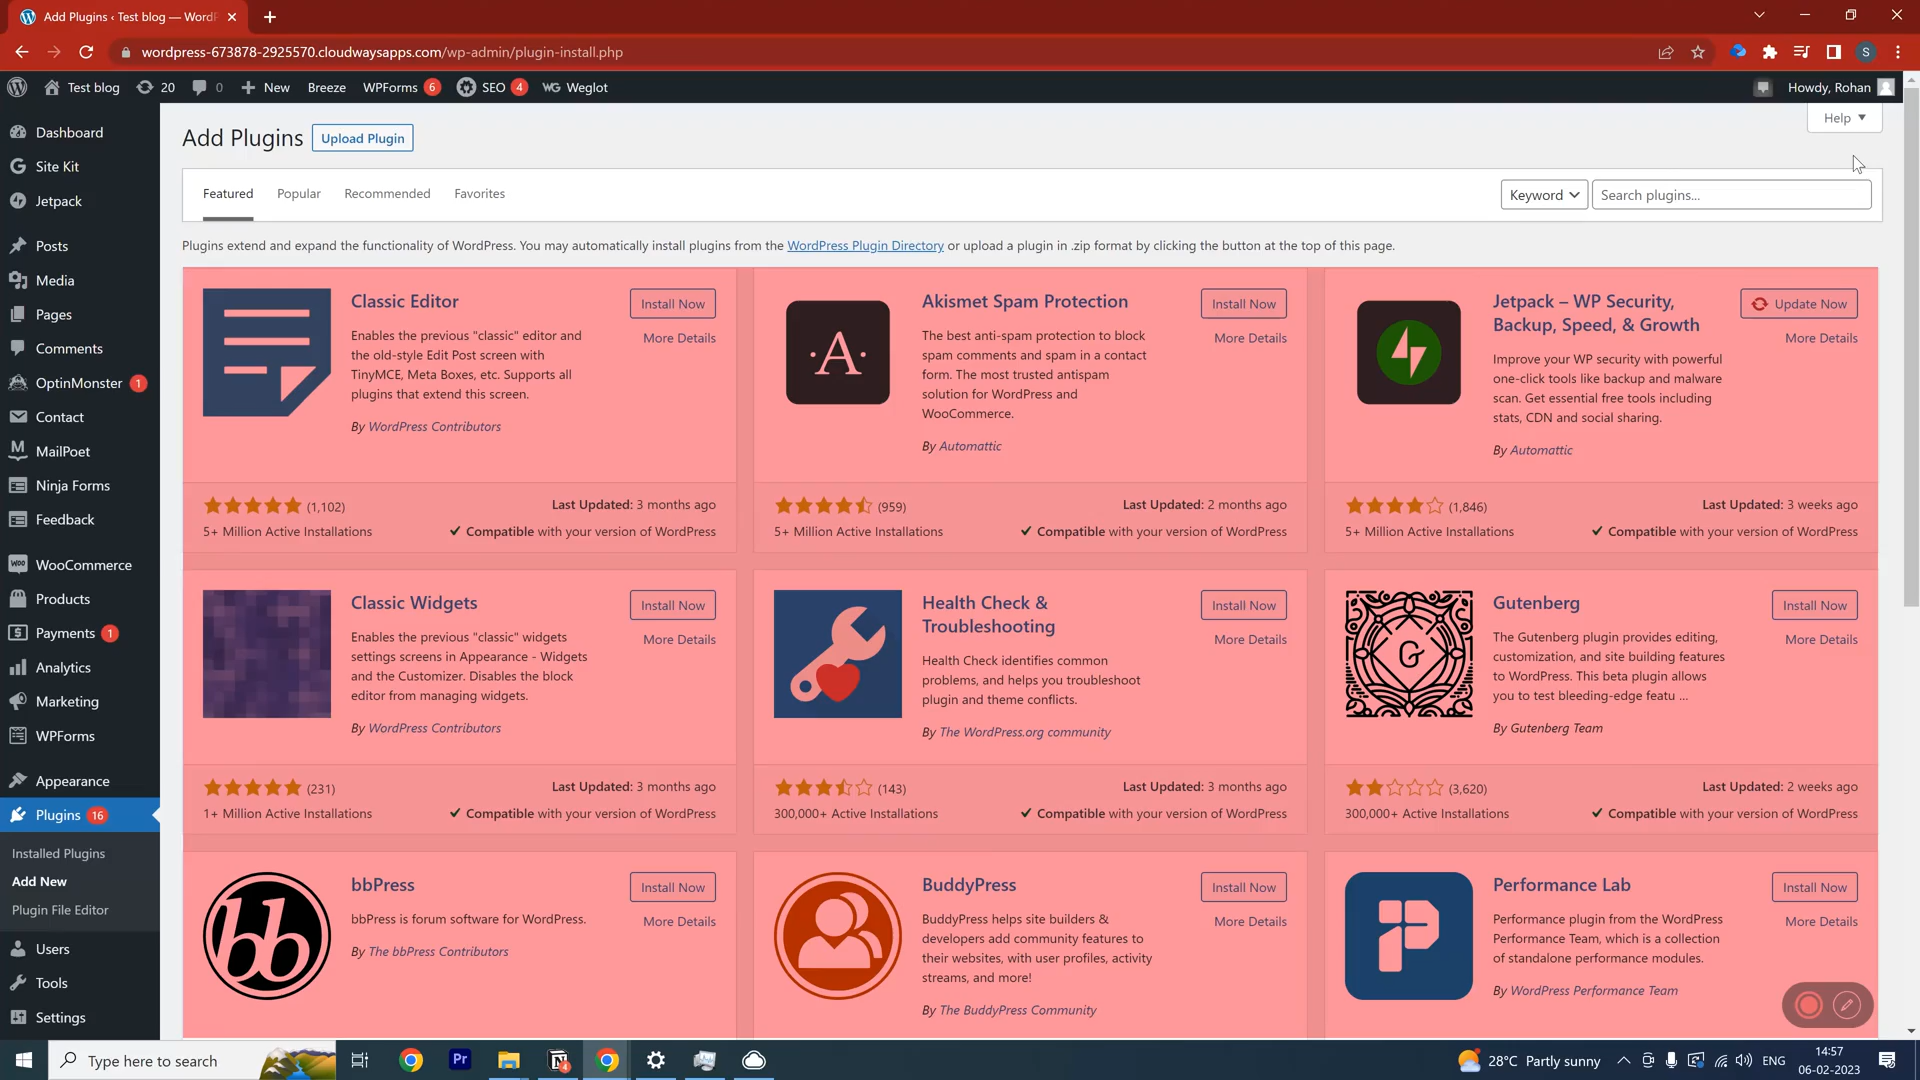 Add Plugins ‹ Test blog — WordP
wordpress-673878-2925570.cloudwaysapps.com/wp-admin/plugin-install.php
S
Test blog 20 0 New Breeze WPForms 6 SEO 4 WG Weglot Howdy, Rohan
Dashboard
Site Kit
Jetpack
Posts
Media
Pages
Comments
OptinMonster 1
Contact
MailPoet
Ninja Forms
Feedback
WooCommerce
Products
Payments 1
Analytics
Marketing
WPForms
Appearance
Plugins 16
Installed Plugins
Add New
Plugin File Editor
Users
Tools
Settings
Help
Add Plugins Upload Plugin
Featured Popular Recommended Favorites Keyword Search plugins...
Plugins extend and expand the functionality of WordPress. You may automatically install plugins from the WordPress Plugin Directory or upload a plugin in .zip format by clicking the button at the top of this page.
Classic Editor
Install Now
More Details
Enables the previous "classic" editor and
the old-style Edit Post screen with
TinyMCE, Meta Boxes, etc. Supports all
plugins that extend this screen.
By WordPress Contributors
(1,102) Last Updated: 3 months ago
5+ Million Active Installations Compatible with your version of WordPress
·A·
Akismet Spam Protection
Install Now
More Details
The best anti-spam protection to block
spam comments and spam in a contact
form. The most trusted antispam
solution for WordPress and
WooCommerce.
By Automattic
(959) Last Updated: 2 months ago
5+ Million Active Installations Compatible with your version of WordPress
Jetpack – WP Security,
Backup, Speed, & Growth
Update Now
More Details
Improve your WP security with powerful
one-click tools like backup and malware
scan. Get essential free tools including
stats, CDN and social sharing.
By Automattic
(1,846) Last Updated: 3 weeks ago
5+ Million Active Installations Compatible with your version of WordPress
Classic Widgets
Install Now
More Details
Enables the previous "classic" widgets
settings screens in Appearance - Widgets
and the Customizer. Disables the block
editor from managing widgets.
By WordPress Contributors
(231) Last Updated: 3 months ago
1+ Million Active Installations Compatible with your version of WordPress
Health Check &
Troubleshooting
Install Now
More Details
Health Check identifies common
problems, and helps you troubleshoot
plugin and theme conflicts.
By The WordPress.org community
(143) Last Updated: 3 months ago
300,000+ Active Installations Compatible with your version of WordPress
G
Gutenberg
Install Now
More Details
The Gutenberg plugin provides editing,
customization, and site building features
to WordPress. This beta plugin allows
you to test bleeding-edge featu ...
By Gutenberg Team
(3,620) Last Updated: 2 weeks ago
300,000+ Active Installations Compatible with your version of WordPress
bb
bbPress
Install Now
More Details
bbPress is forum software for WordPress.
By The bbPress Contributors
BuddyPress
Install Now
More Details
BuddyPress helps site builders &
developers add community features to
their websites, with user profiles, activity
streams, and more!
By The BuddyPress Community
Performance Lab
Install Now
More Details
Performance plugin from the WordPress
Performance Team, which is a collection
of standalone performance modules.
By WordPress Performance Team
Type here to search Pr 4 28°C Partly sunny ENG 14:57
06-02-2023